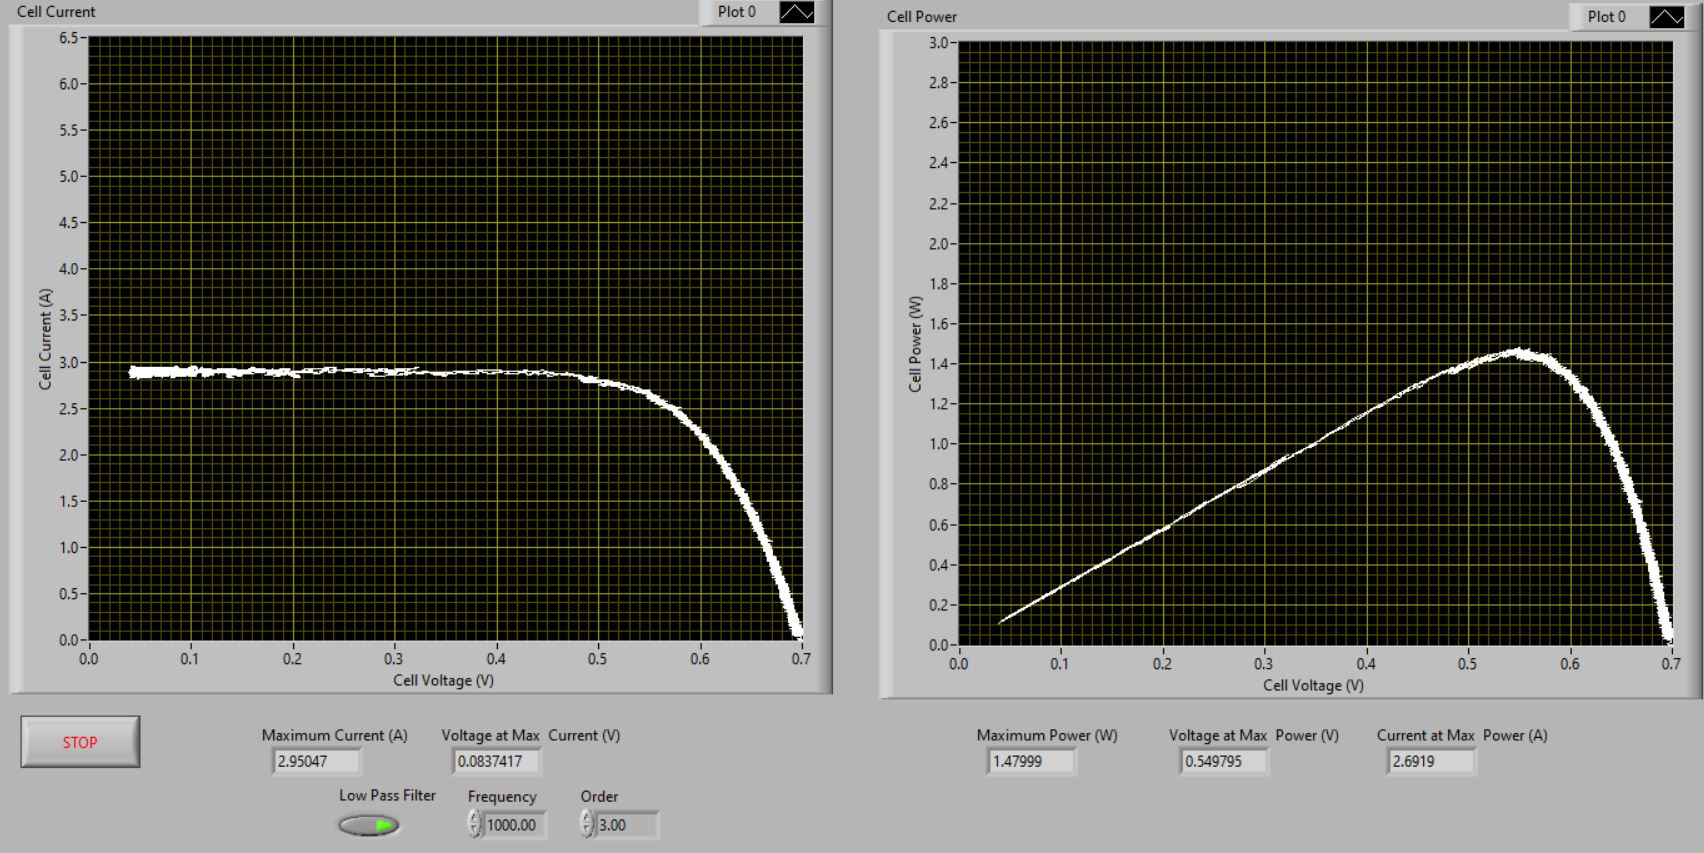 Cell Current
Plot 0
6.5
6.0
5.5
5.0
4.5
4.0
3.5
3.0
2.5
2.0
1.5
1.0
0.5
0.0
Cell Current (A)
0.0 0.1 0.2 0.3 0.4 0.5 0.6 0.7
Cell Voltage (V)
Cell Power
Plot 0
3.0
2.8
2.6
2.4
2.2
2.0
1.8
1.6
1.4
1.2
1.0
0.8
0.6
0.4
0.2
0.0
Cell Power (W)
0.0 0.1 0.2 0.3 0.4 0.5 0.6 0.7
Cell Voltage (V)
STOP
Maximum Current (A) Voltage at Max Current (V)
2.95047 0.0837417
Low Pass Filter Frequency Order
1000.00 3.00
Maximum Power (W) Voltage at Max Power (V) Current at Max Power (A)
1.47999 0.549795 2.6919